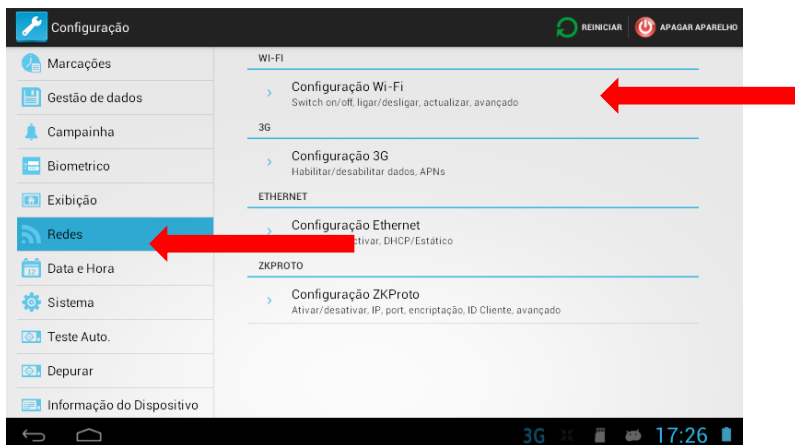 Configuração
REINICIAR
APAGAR APARELHO
Marcações
Gestão de dados
Campainha
Biometrico
Exibição
Redes
Data e Hora
12
Sistema
Teste Auto.
Depurar
Informação do Dispositivo
WI-FI
Configuração Wi-Fi
Switch on/off, ligar/desligar, actualizar, avançado
3G
Configuração 3G
Habilitar/desabilitar dados, APNs
ETHERNET
Configuração Ethernet
ctivar, DHCP/Estático
ZKPROTO
Configuração ZKProto
Ativar/desativar, IP, port, encriptação, ID Cliente, avançado
3G
17:26